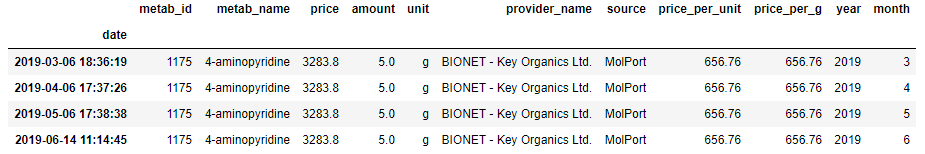 metab_id metab_name price amount unit provider_name source price_per_unit price_per_g year month
date
2019-03-06 18:36:19 1175 4-aminopyridine 3283.8 5.0 g BIONET - Key Organics Ltd. MolPort 656.76 656.76 2019 3
2019-04-06 17:37:26 1175 4-aminopyridine 3283.8 5.0 g BIONET - Key Organics Ltd. MolPort 656.76 656.76 2019 4
2019-05-06 17:38:38 1175 4-aminopyridine 3283.8 5.0 g BIONET - Key Organics Ltd. MolPort 656.76 656.76 2019 5
2019-06-14 11:14:45 1175 4-aminopyridine 3283.8 5.0 g BIONET - Key Organics Ltd. MolPort 656.76 656.76 2019 6